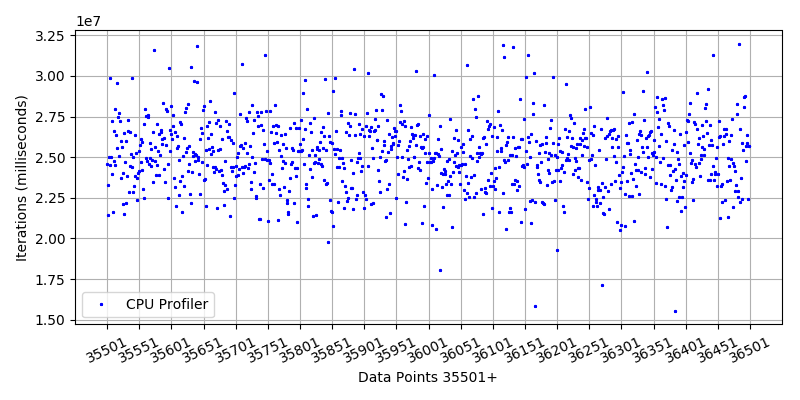 1e7
3.25
3.00
2.75
2.50
2.25
2.00
1.75
1.50
Iterations (milliseconds)
CPU Profiler
35501 35551 35601 35651 35701 35751 35801 35851 35901 35951 36001 36051 36101 36151 36201 36251 36301 36351 36401 36451 36501
Data Points 35501+